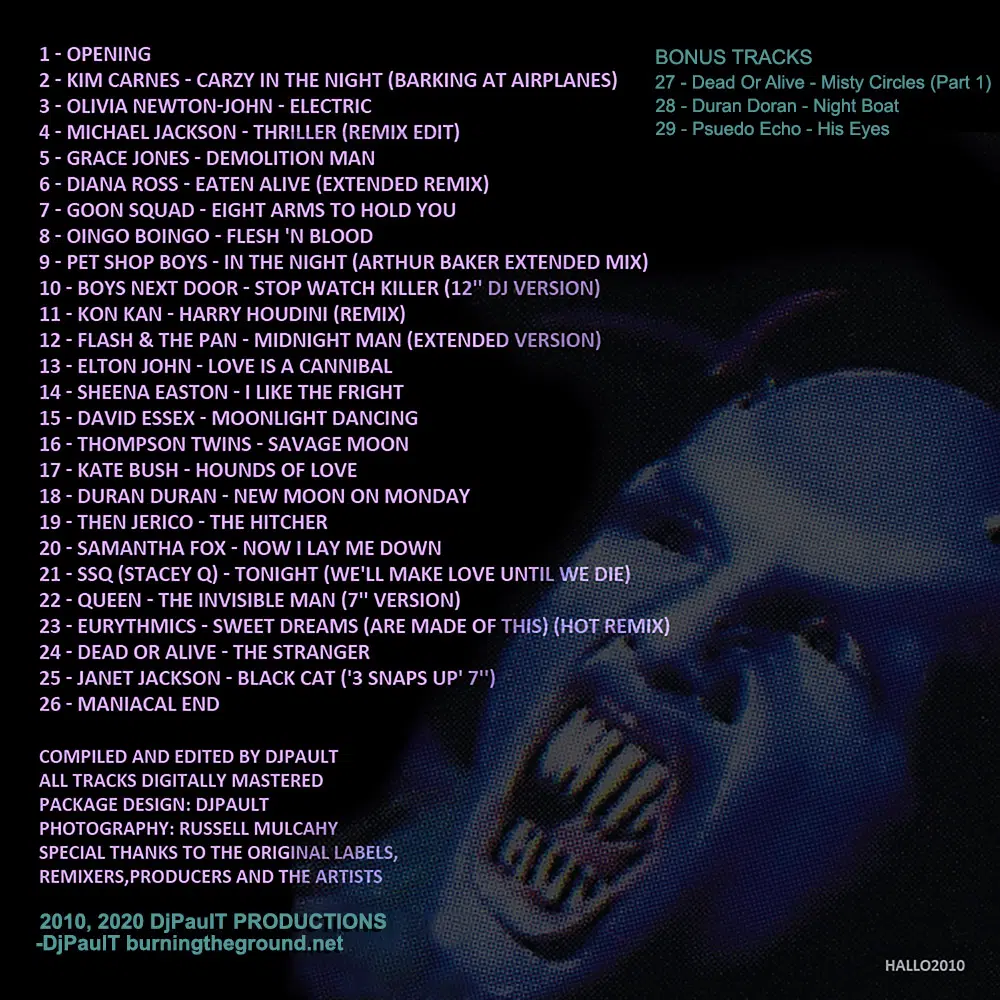 1 - OPENING
2 - KIM CARNES - CARZY IN THE NIGHT (BARKING AT AIRPLANES)
3 - OLIVIA NEWTON-JOHN - ELECTRIC
4 - MICHAEL JACKSON - THRILLER (REMIX EDIT)
5 - GRACE JONES - DEMOLITION MAN
6 - DIANA ROSS - EATEN ALIVE (EXTENDED REMIX)
7 - GOON SQUAD - EIGHT ARMS TO HOLD YOU
8 - OINGO BOINGO - FLESH 'N BLOOD
9 - PET SHOP BOYS - IN THE NIGHT (ARTHUR BAKER EXTENDED MIX)
10 - BOYS NEXT DOOR - STOP WATCH KILLER (12'' DJ VERSION)
11 - KON KAN - HARRY HOUDINI (REMIX)
12 - FLASH & THE PAN - MIDNIGHT MAN (EXTENDED VERSION)
13 - ELTON JOHN - LOVE IS A CANNIBAL
14 - SHEENA EASTON - I LIKE THE FRIGHT
15 - DAVID ESSEX - MOONLIGHT DANCING
16 - THOMPSON TWINS - SAVAGE MOON
17 - KATE BUSH - HOUNDS OF LOVE
18 - DURAN DURAN - NEW MOON ON MONDAY
19 - THEN JERICO - THE HITCHER
20 - SAMANTHA FOX - NOW I LAY ME DOWN
21 - SSQ (STACEY Q) - TONIGHT (WE'LL MAKE LOVE UNTIL WE DIE)
22 - QUEEN - THE INVISIBLE MAN (7'' VERSION)
23 - EURYTHMICS - SWEET DREAMS (ARE MADE OF THIS) (HOT REMIX)
24 - DEAD OR ALIVE - THE STRANGER
25 - JANET JACKSON - BLACK CAT ('3 SNAPS UP' 7'')
26 - MANIACAL END
BONUS TRACKS
27 - Dead Or Alive - Misty Circles (Part 1)
28 - Duran Doran - Night Boat
29 - Psuedo Echo - His Eyes
COMPILED AND EDITED BY DJPAULT
ALL TRACKS DIGITALLY MASTERED
PACKAGE DESIGN: DJPAULT
PHOTOGRAPHY: RUSSELL MULCAHY
SPECIAL THANKS TO THE ORIGINAL LABELS,
REMIXERS,PRODUCERS AND THE ARTISTS
2010, 2020 DjPaulT PRODUCTIONS
-DjPaulT burningtheground.net
HALLO2010